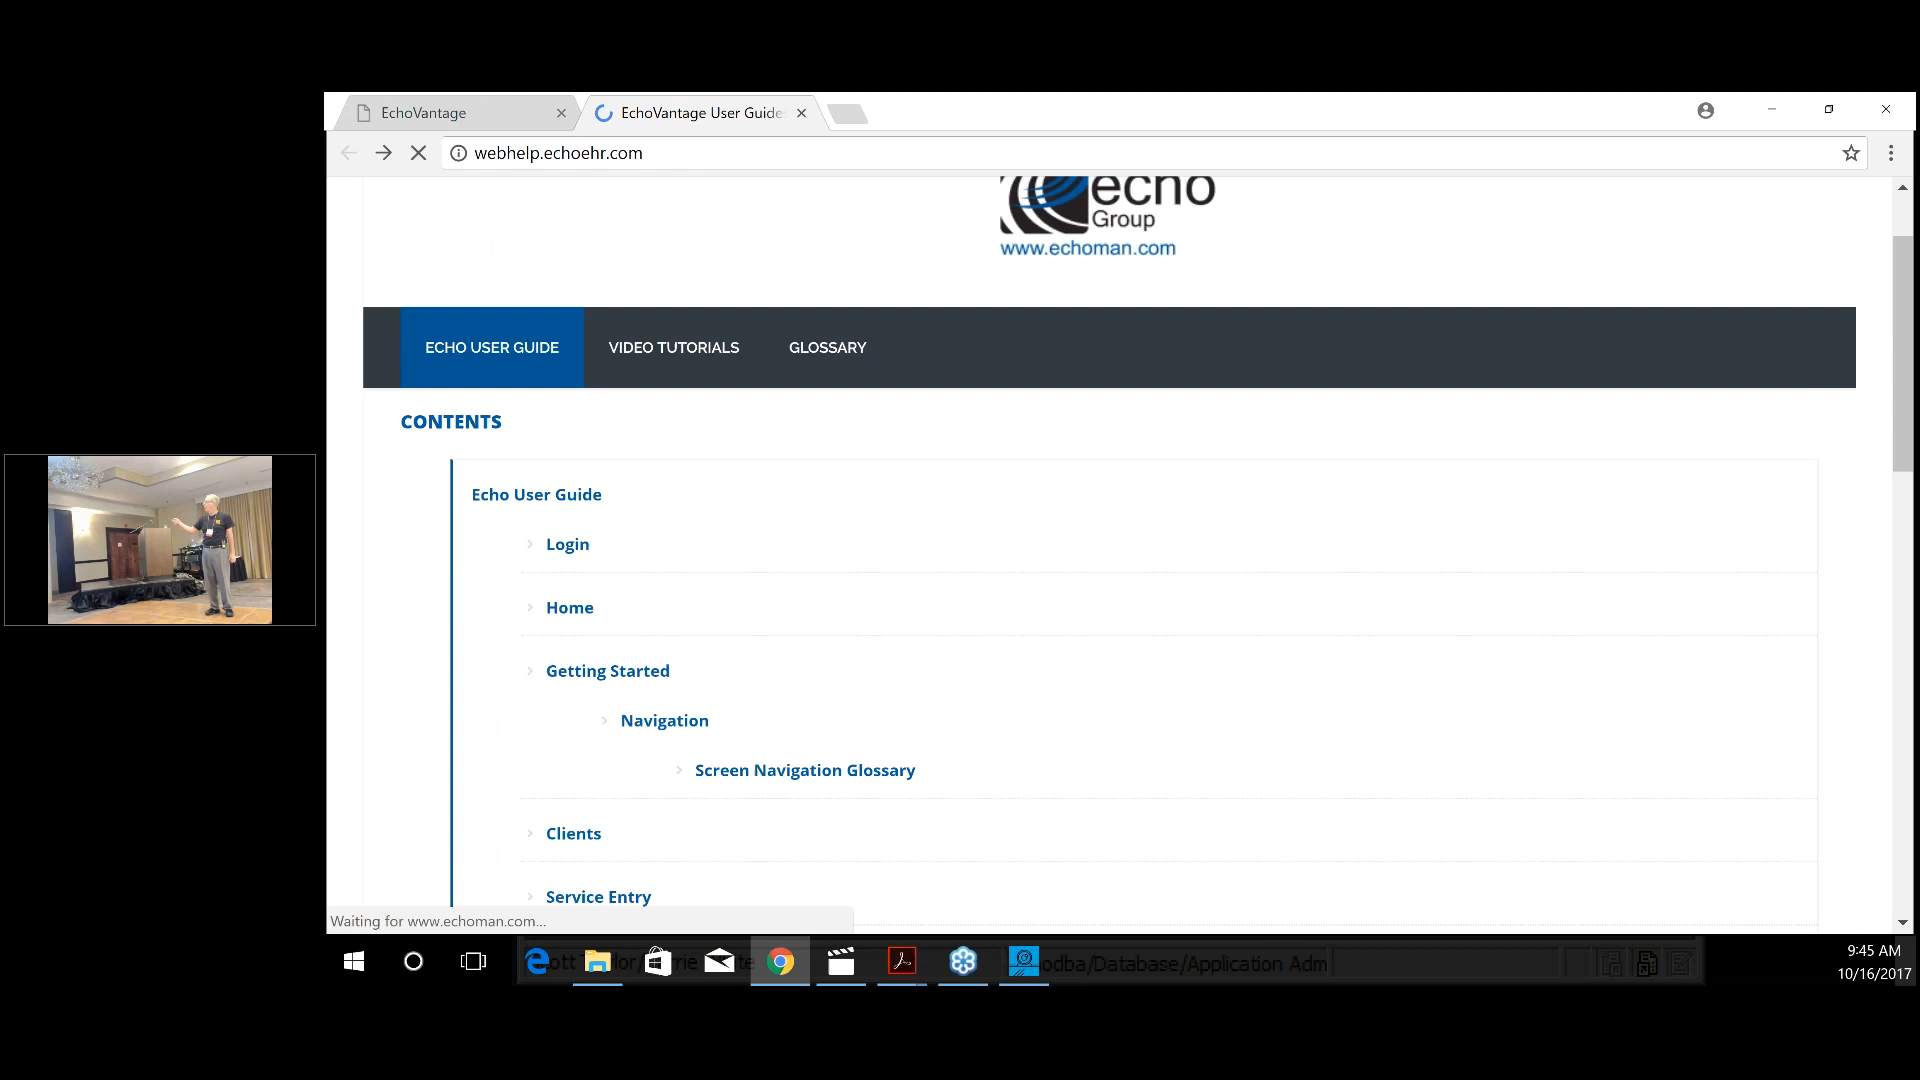 EchoVantage
EchoVantage User Guide
webhelp.echoehr.com
echo
Group
www.echoman.com
ECHO USER GUIDE
VIDEO TUTORIALS
GLOSSARY
CONTENTS
Echo User Guide
Login
Home
Getting Started
Navigation
Screen Navigation Glossary
Clients
Service Entry
Waiting for www.echoman.com...
odba/Database/Application Adm
9:45 AM
10/16/2017